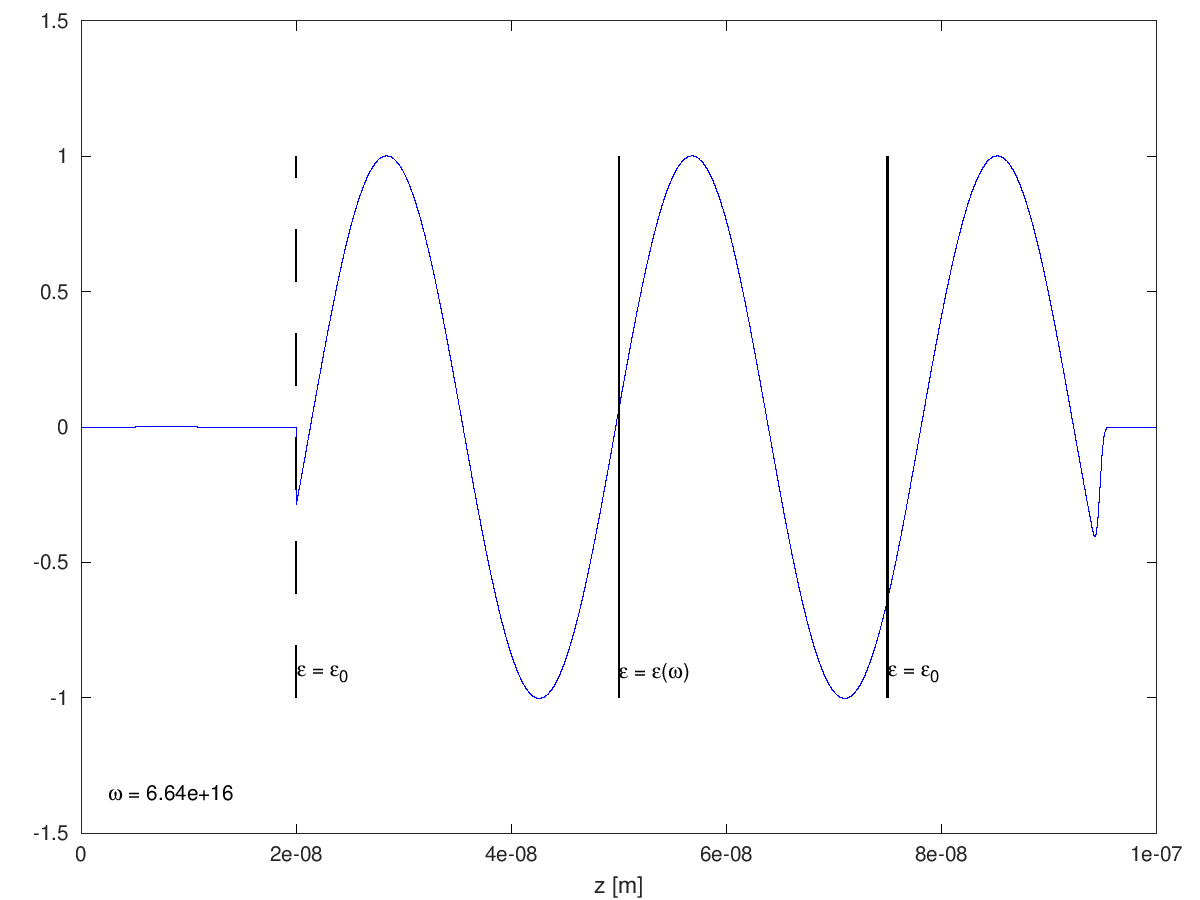 1.5
1
0.5
0
-0.5
-1
-1.5
ε = ε0
ε = ε(ω)
ε = ε0
ω = 6.64e+16
0
2e-08
4e-08
6e-08
8e-08
1e-07
z [m]